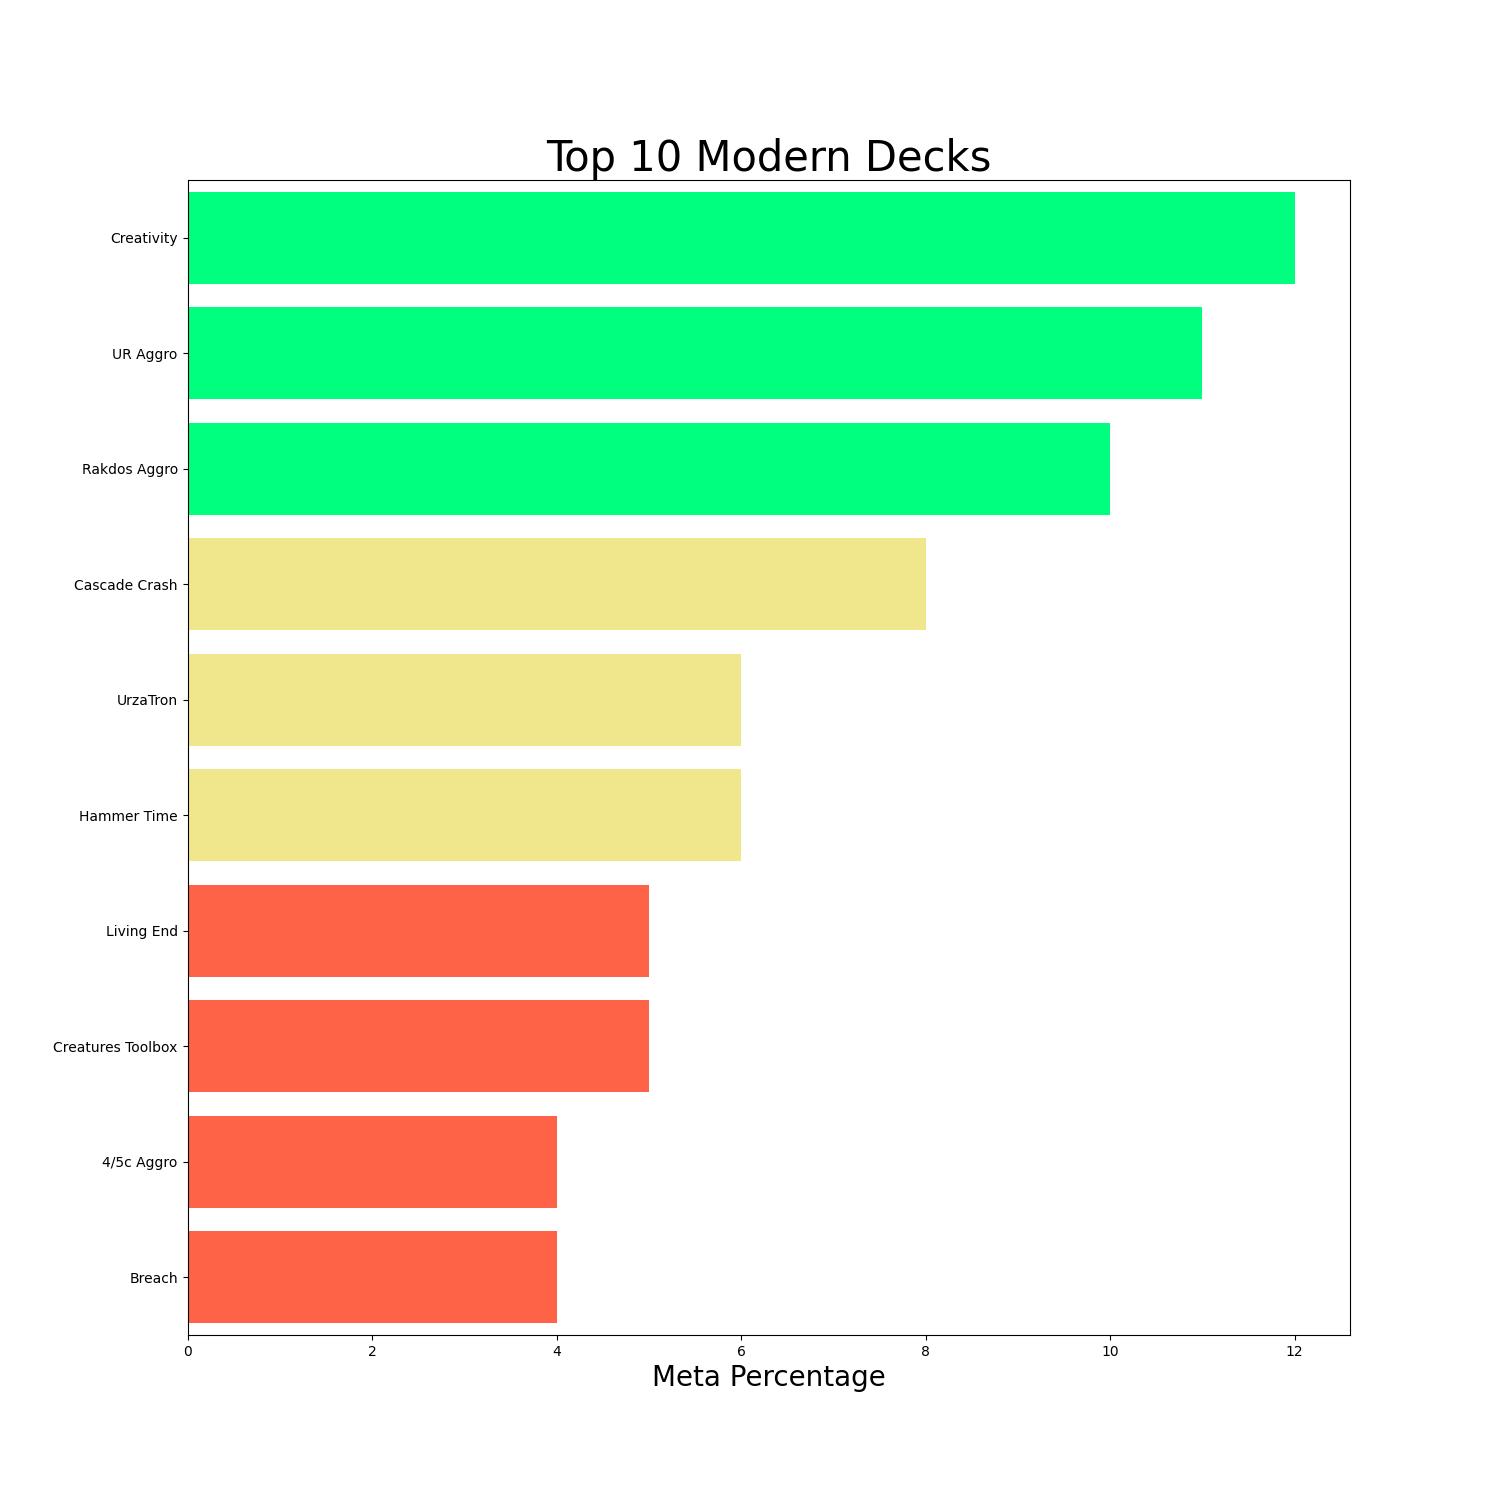 Top 10 Modern Decks
Creativity
UR Aggro
Rakdos Aggro
Cascade Crash
UrzaTron
Hammer Time
Living End
Creatures Toolbox
4/5c Aggro
Breach
0 2 4 6 8 10 12
Meta Percentage